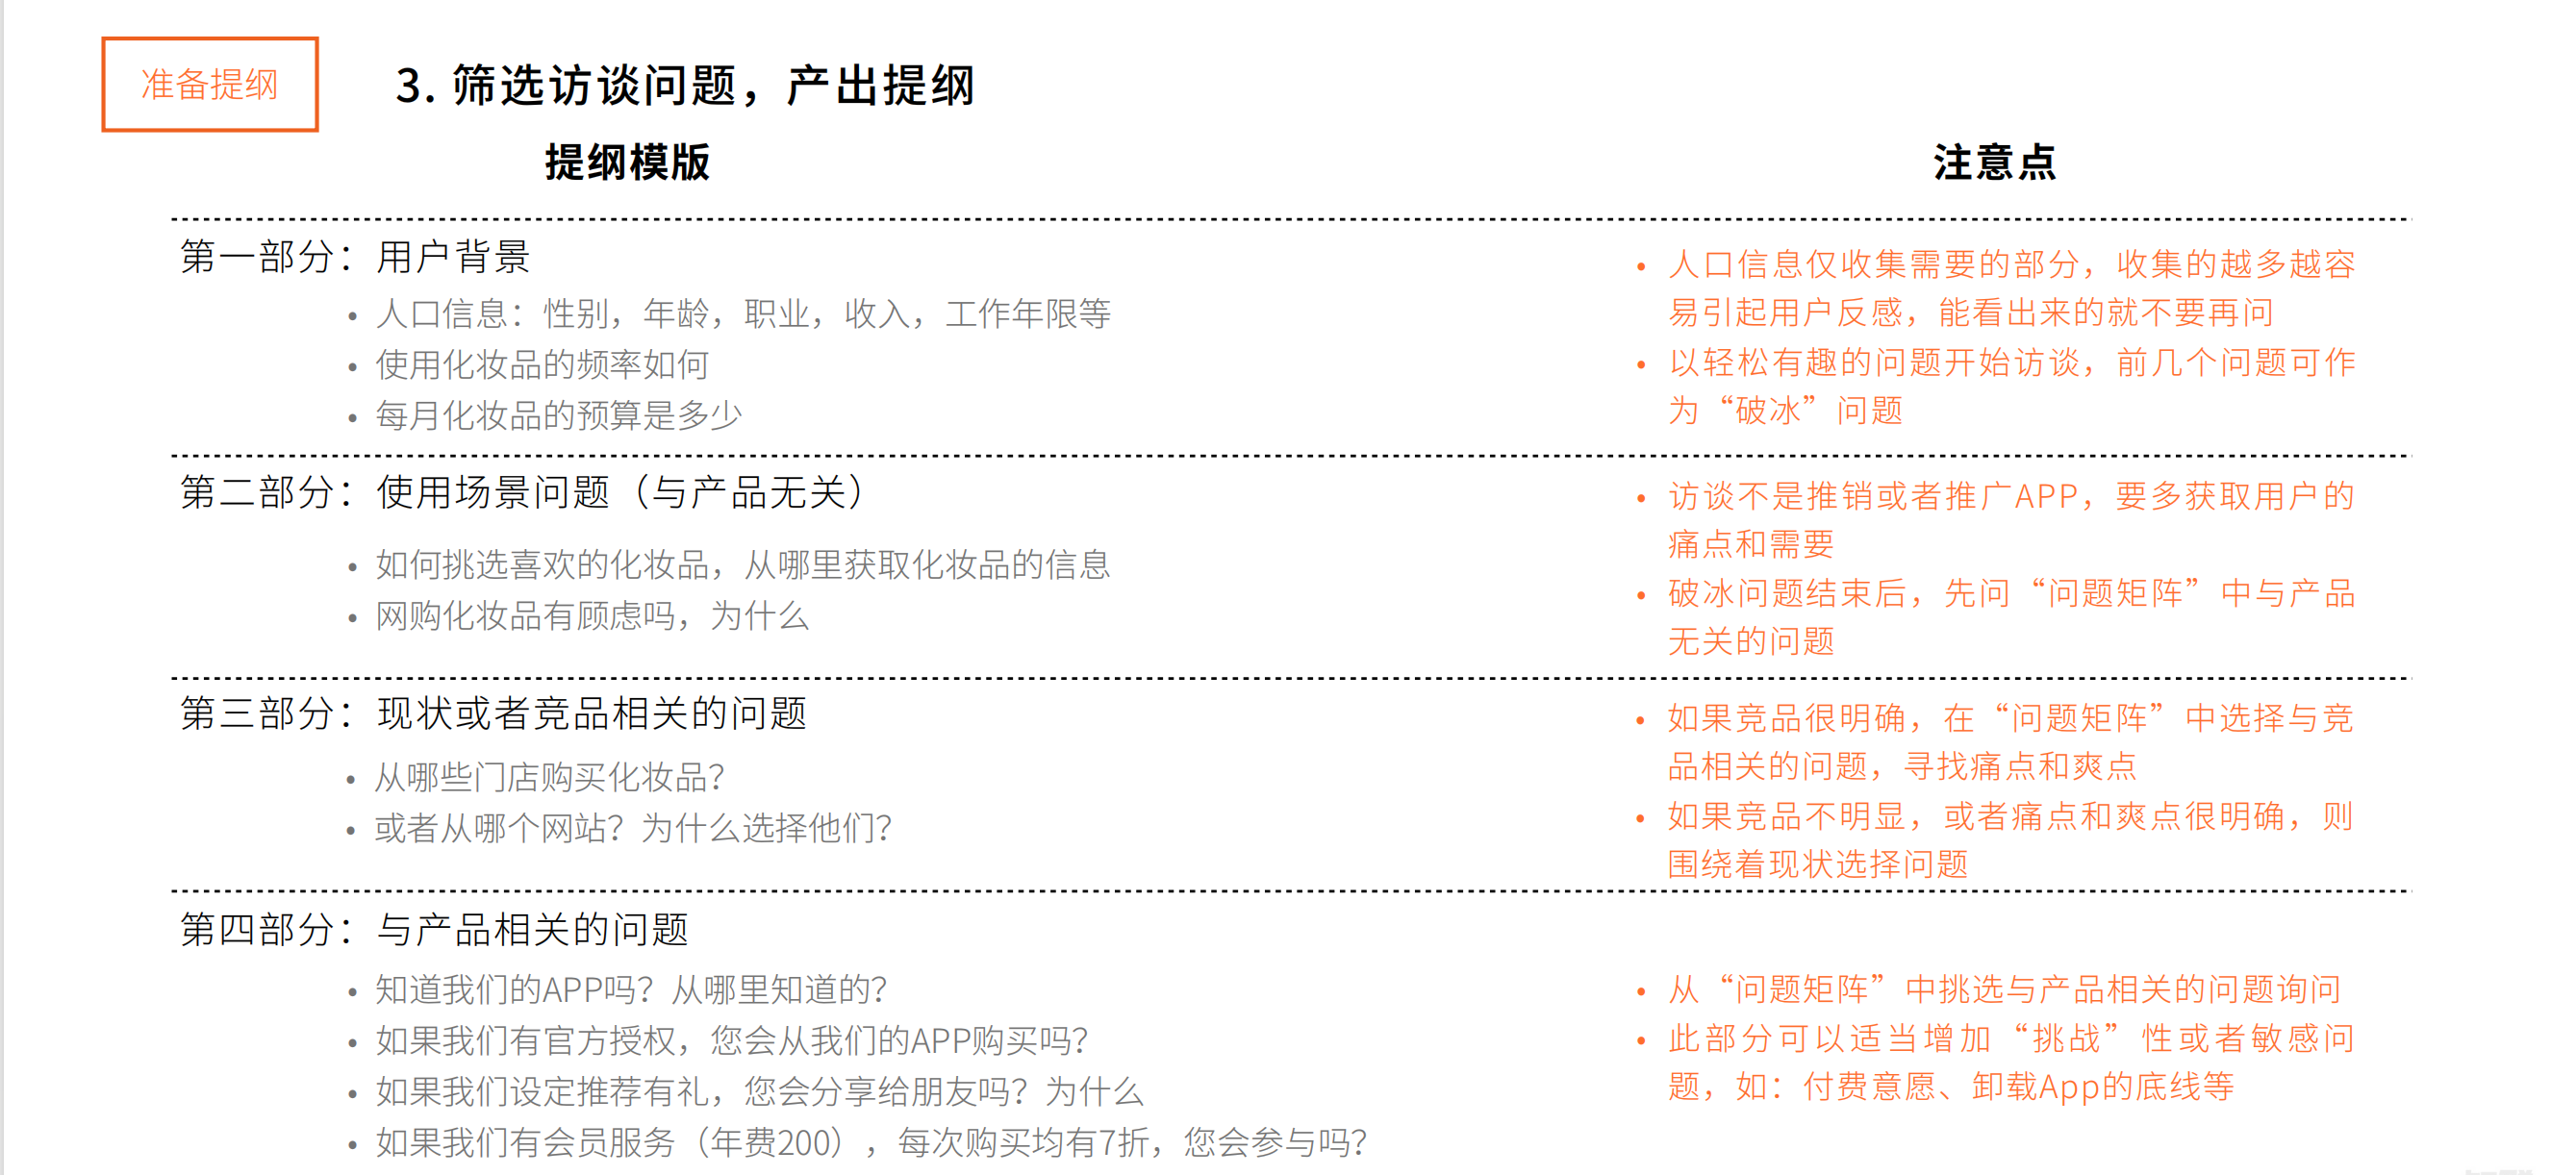 准备提纲
3. 筛选访谈问题，产出提纲
提纲模版
注意点
第一部分：用户背景
• 人口信息：性别，年龄，职业，收入，工作年限等
• 使用化妆品的频率如何
• 每月化妆品的预算是多少
• 人口信息仅收集需要的部分，收集的越多越容
易引起用户反感，能看出来的就不要再问
• 以轻松有趣的问题开始访谈，前几个问题可作
为“破冰”问题
第二部分：使用场景问题（与产品无关）
• 如何挑选喜欢的化妆品，从哪里获取化妆品的信息
• 网购化妆品有顾虑吗，为什么
• 访谈不是推销或者推广APP，要多获取用户的
痛点和需要
• 破冰问题结束后，先问“问题矩阵”中与产品
无关的问题
第三部分：现状或者竞品相关的问题
• 从哪些门店购买化妆品？
• 或者从哪个网站？为什么选择他们？
• 如果竞品很明确，在“问题矩阵”中选择与竞
品相关的问题，寻找痛点和爽点
• 如果竞品不明显，或者痛点和爽点很明确，则
围绕着现状选择问题
第四部分：与产品相关的问题
• 知道我们的APP吗？从哪里知道的？
• 如果我们有官方授权，您会从我们的APP购买吗？
• 如果我们设定推荐有礼，您会分享给朋友吗？为什么
• 如果我们有会员服务（年费200），每次购买均有7折，您会参与吗？
• 从“问题矩阵”中挑选与产品相关的问题询问
• 此部分可以适当增加“挑战”性或者敏感问
题，如：付费意愿、卸载App的底线等